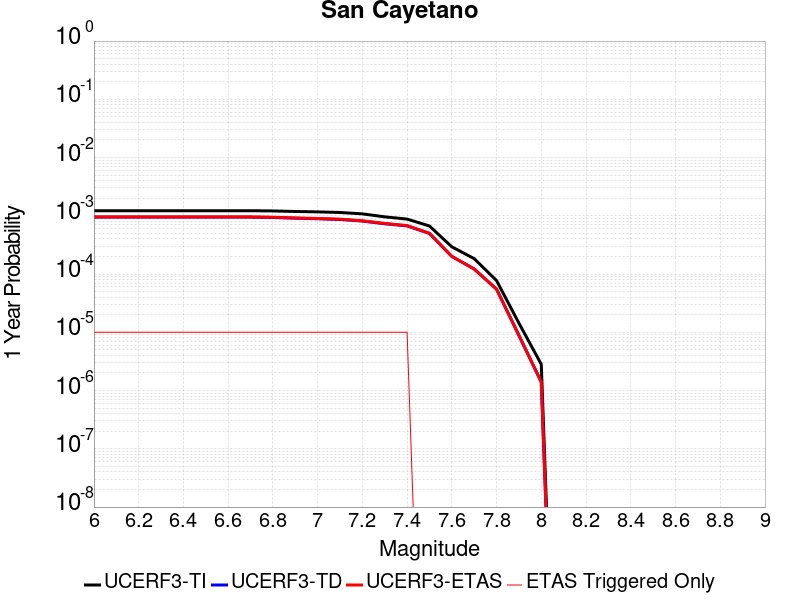 San Cayetano
10^0
10^-1
10^-2
10^-3
10^-4
10^-5
10^-6
10^-7
10^-8
1 Year Probability
6 6.2 6.4 6.6 6.8 7 7.2 7.4 7.6 7.8 8 8.2 8.4 8.6 8.8 9
Magnitude
UCERF3-TI UCERF3-TD UCERF3-ETAS ETAS Triggered Only